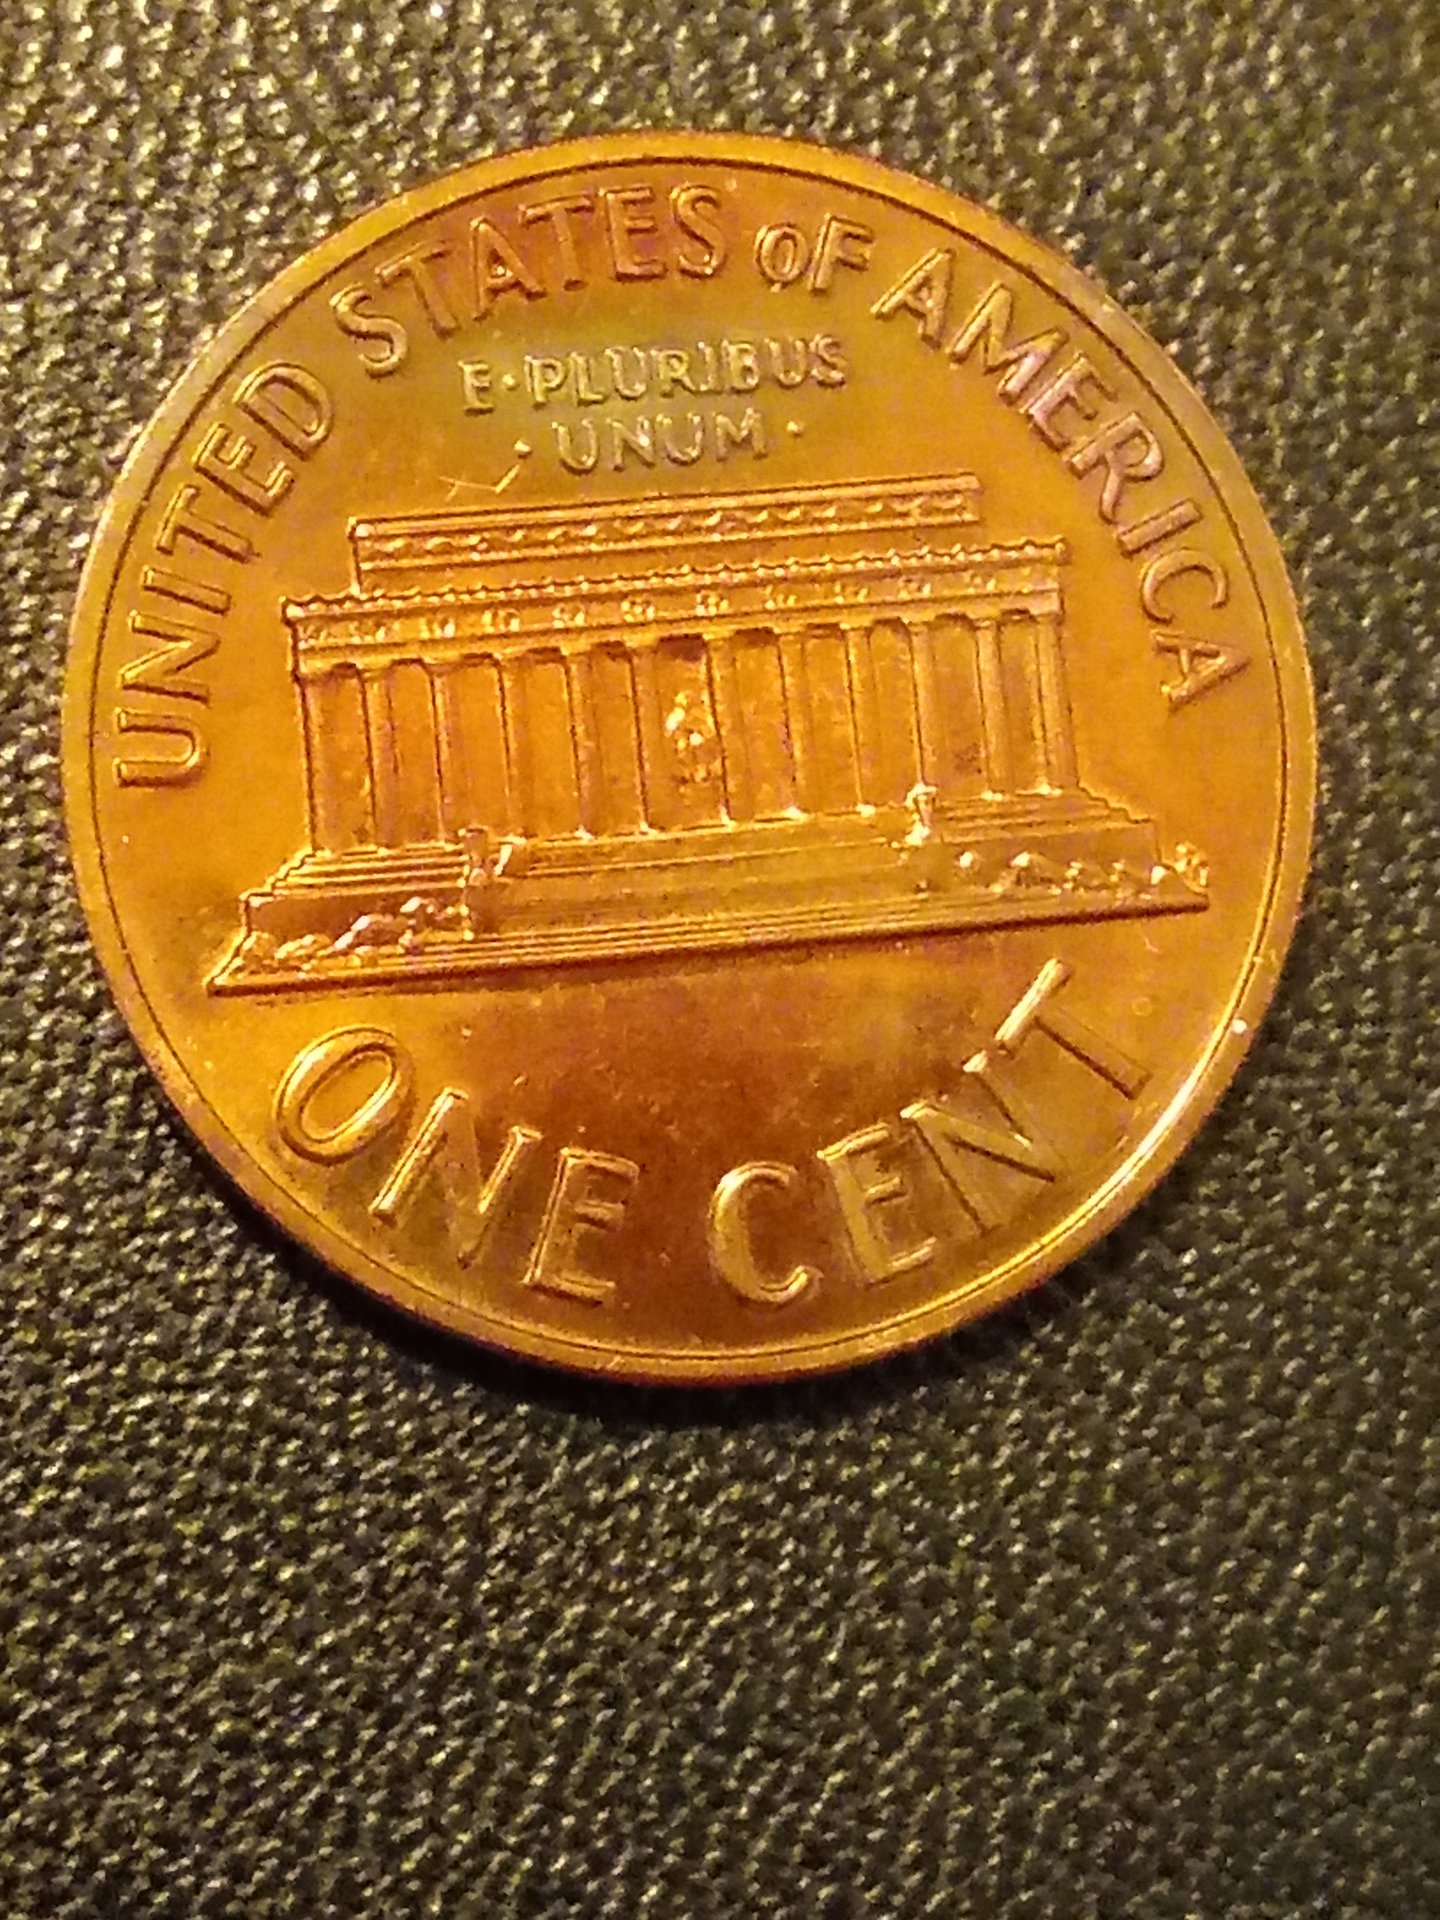 UNITED STATES OF AMERICA
E·PLURIBUS
·UNUM·
ONE CENT